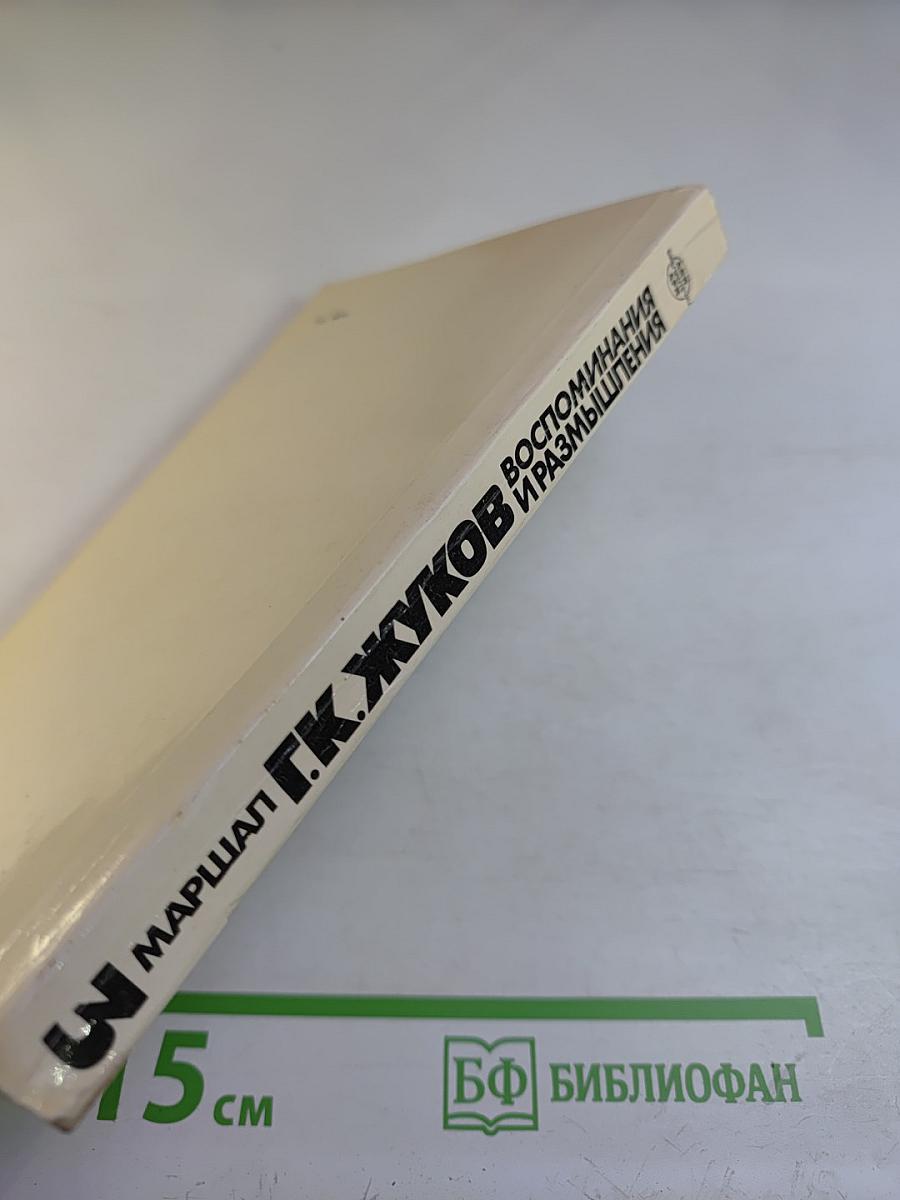 3
МАРШАЛ
Г.К. ЖУКОВ
ВОСПОМИНАНИЯ
И РАЗМЫШЛЕНИЯ
15 см
БФ
БИБЛИОФАН